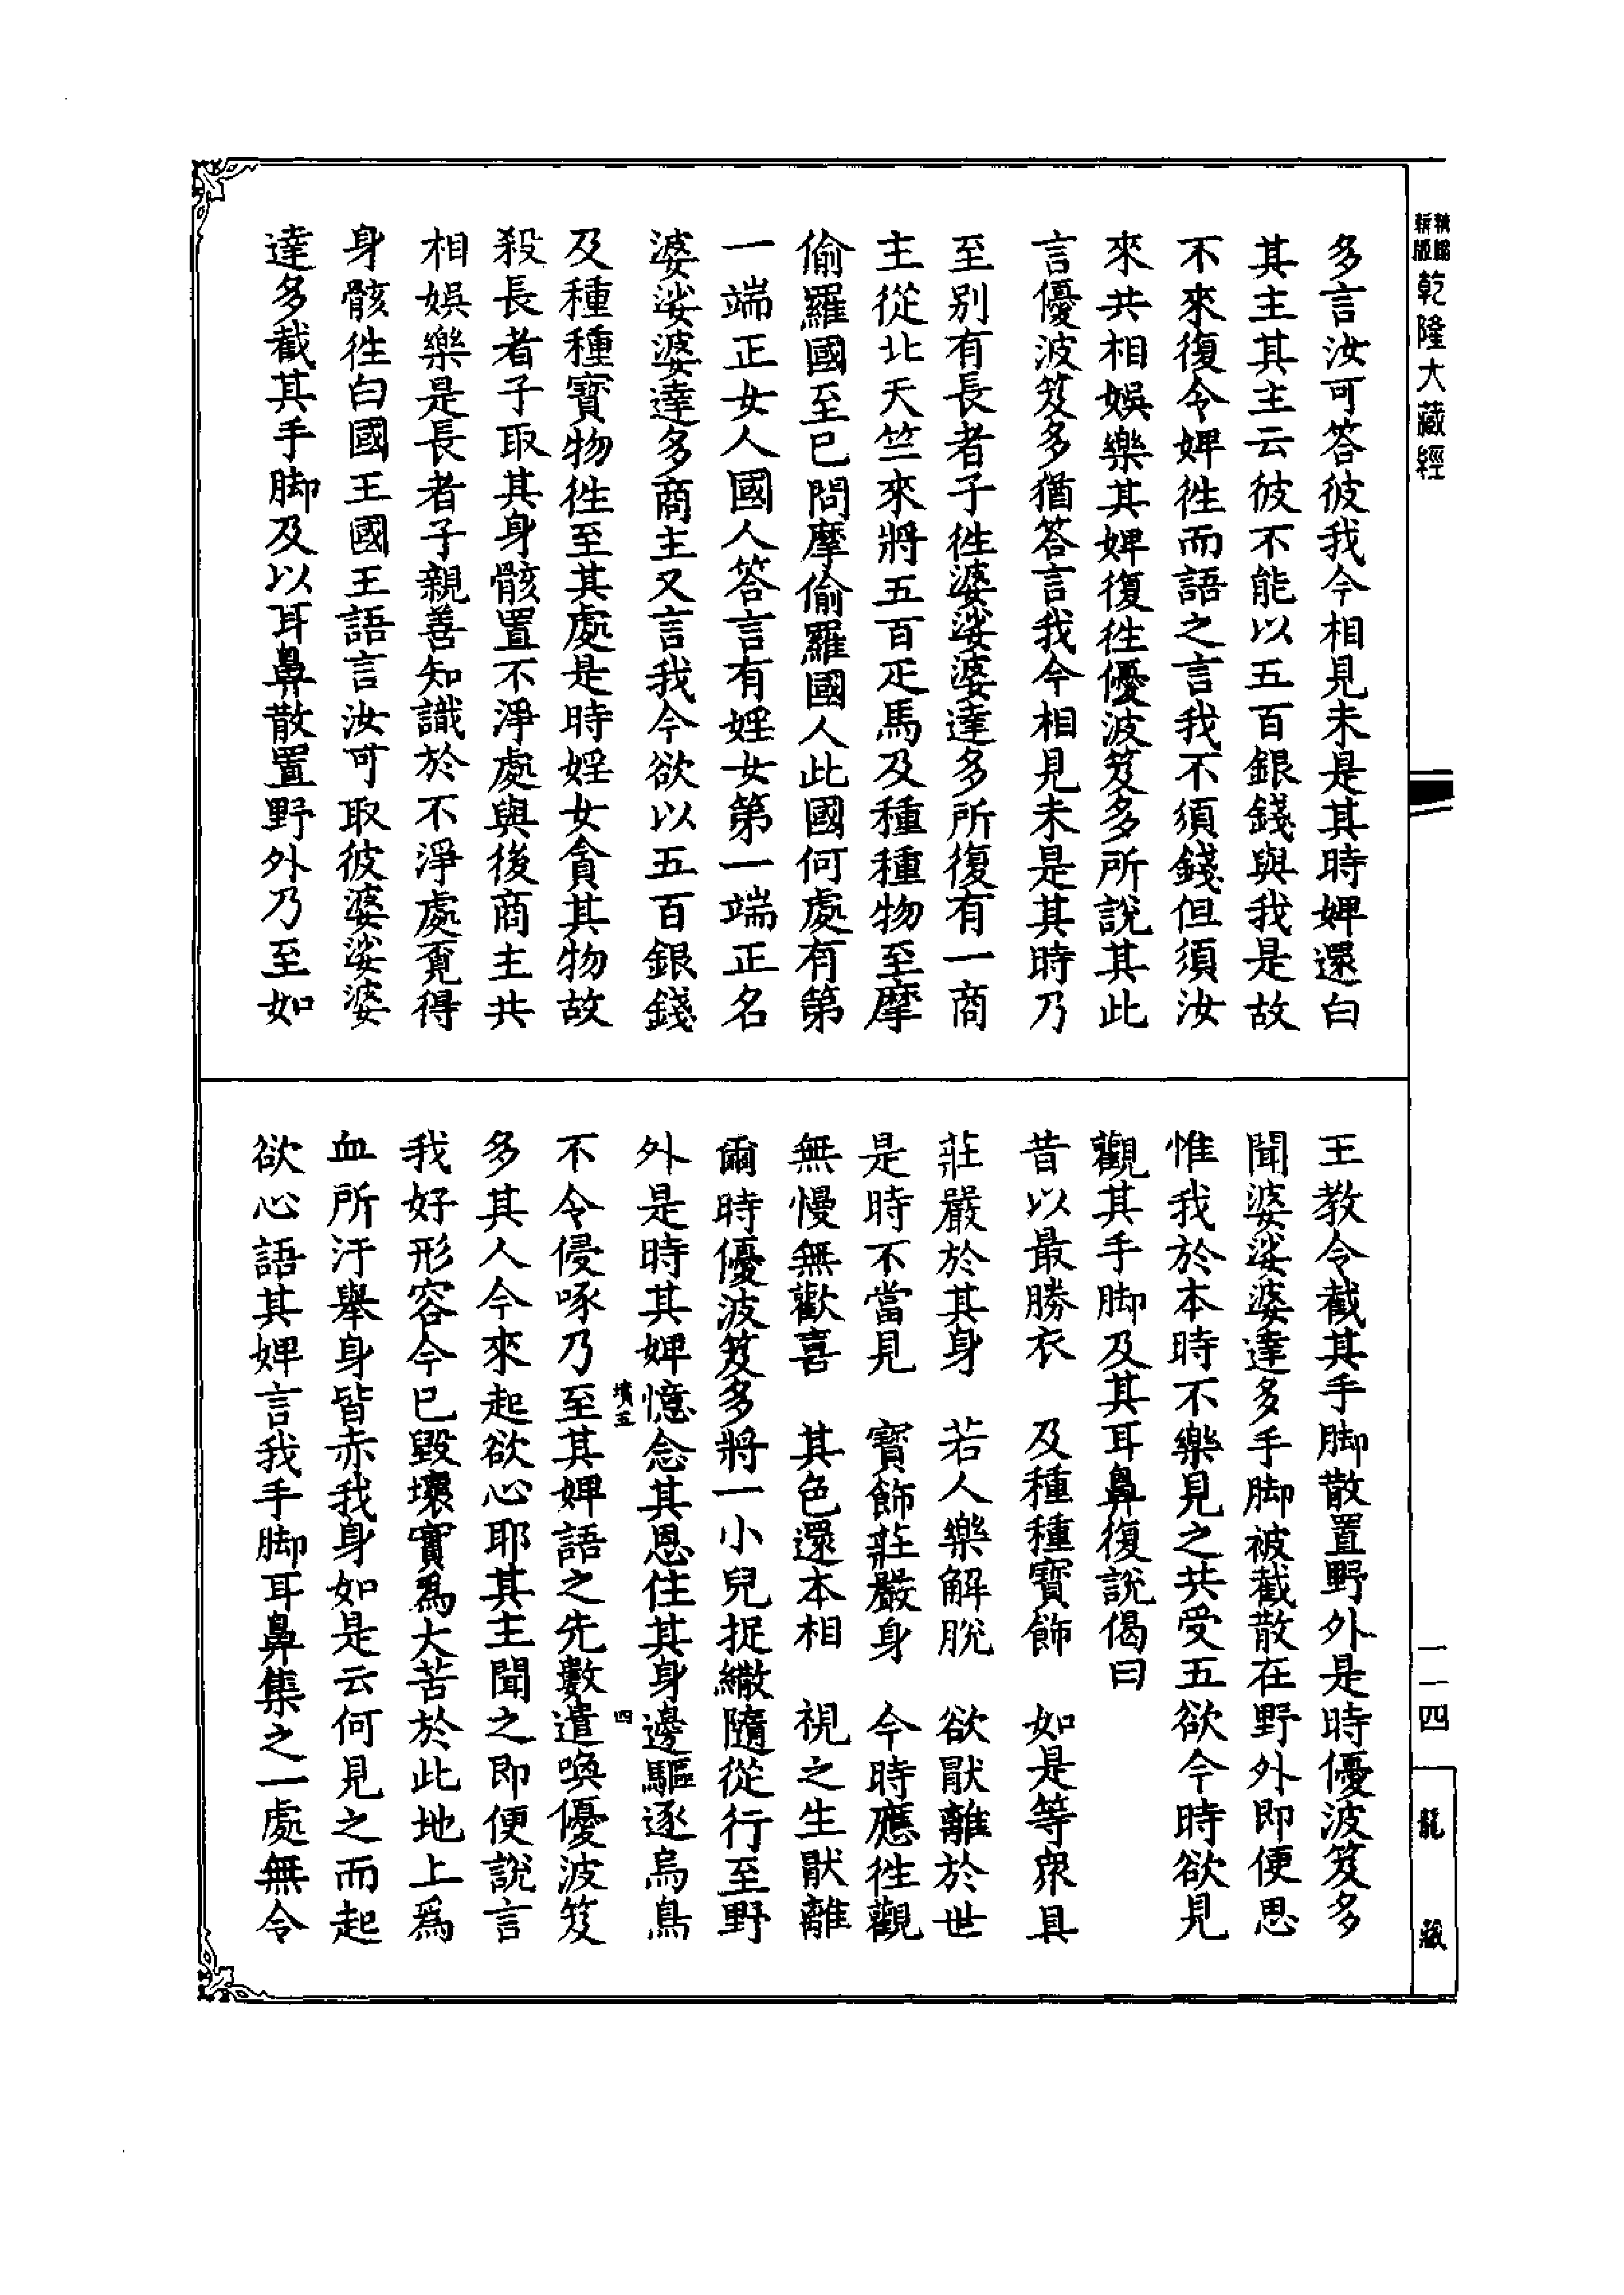 新編
新版
乾隆大藏經
多言汝可答彼我今相見未是其時婢還白
其主其主云彼不能以五百銀錢與我是故
不來復令婢徃而語之言我不須錢但須汝
來共相娛樂其婢復徃優波笈多所說其此
言優波笈多猶答言我今相見未是其時乃
至別有長者子徃婆娑婆達多所復有一商
主從北天竺來將五百疋馬及種種物至摩
偷羅國至已問摩偷羅國人此國何處有第
一端正女人國人答言有婬女第一端正名
婆娑婆達多商主又言我今欲以五百銀錢
及種種寶物徃至其處是時婬女貪其物故
殺長者子取其身骸置不淨處與後商主共
相娛樂是長者子親善知識於不淨處覓得
身骸徃白國王國王語言汝可取彼婆娑婆
達多截其手脚及以耳鼻散置野外乃至如
王教令截其手脚散置野外是時優波笈多
聞婆娑婆達多手脚被截散在野外即便思
惟我於本時不樂見之共受五欲今時欲見
觀其手脚及其耳鼻復說偈曰
昔以最勝衣　及種種寶飾　如是等眾具
莊嚴於其身　若人樂解脫　欲猒離於世
是時不當見　寶飾莊嚴身　今時應徃觀
無慢無歡喜　其色還本相　視之生猒離
爾時優波笈多將一小兒捉繖隨從行至野
外是時其婢憶念其恩住其身邊驅逐烏鳥
墳五　四
不令侵啄乃至其婢語之先數遣喚優波笈
多其人今來起欲心耶其主聞之即便說言
我好形容今已毀壞實為大苦於此地上為
血所汙舉身皆赤我身如是云何見之而起
欲心語其婢言我手脚耳鼻集之一處無令
一一四
龍藏